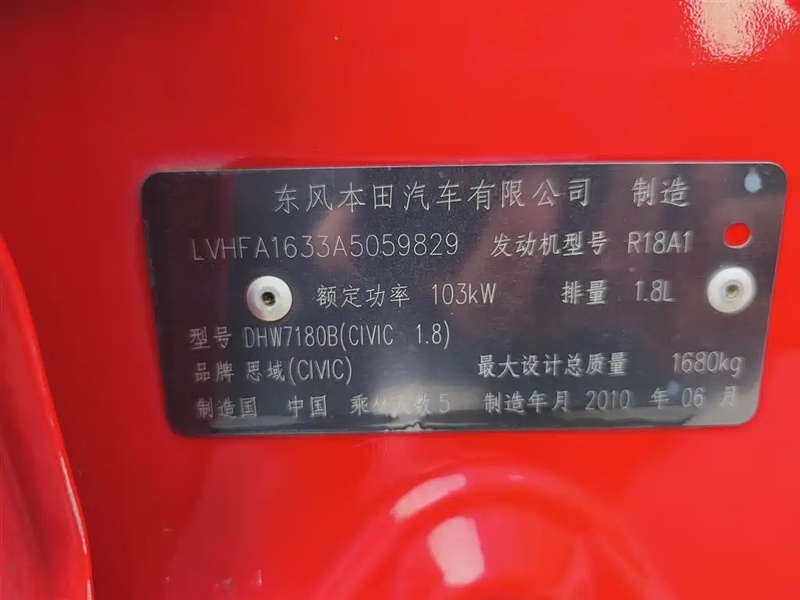 东风本田汽车有限公司 制造
LVHFA1633A5059829 发动机型号 R18A1
额定功率 103kW 排量 1.8L
型号 DHW7180B(CIVIC 1.8)
品牌 思域(CIVIC) 最大设计总质量 1680kg
制造国 中国 乘坐人数 5 制造年月 2010 年 06 月